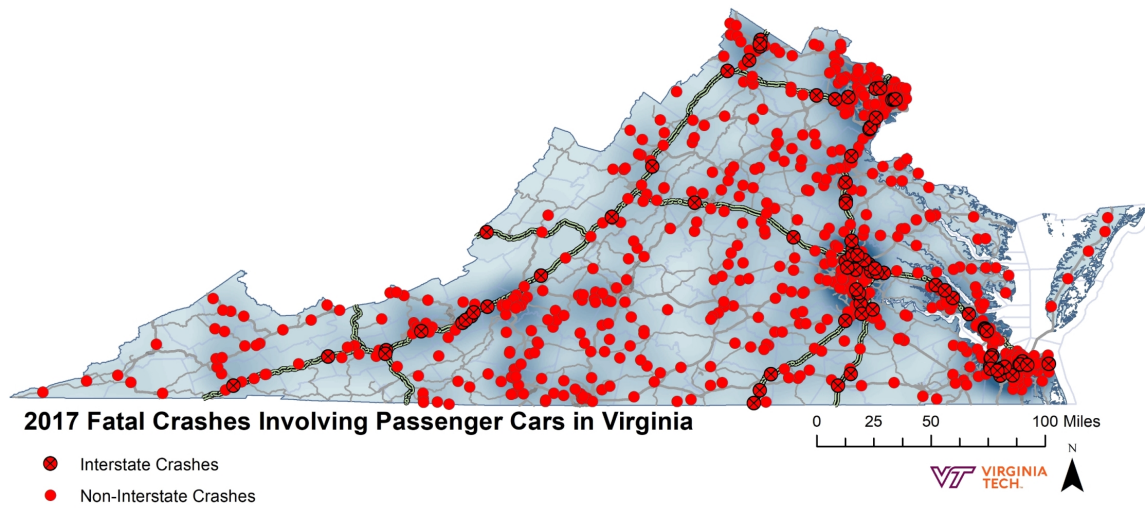 2017 Fatal Crashes Involving Passenger Cars in Virginia
Interstate Crashes
Non-Interstate Crashes
0 25 50 100 Miles
N
VT VIRGINIA
TECH.